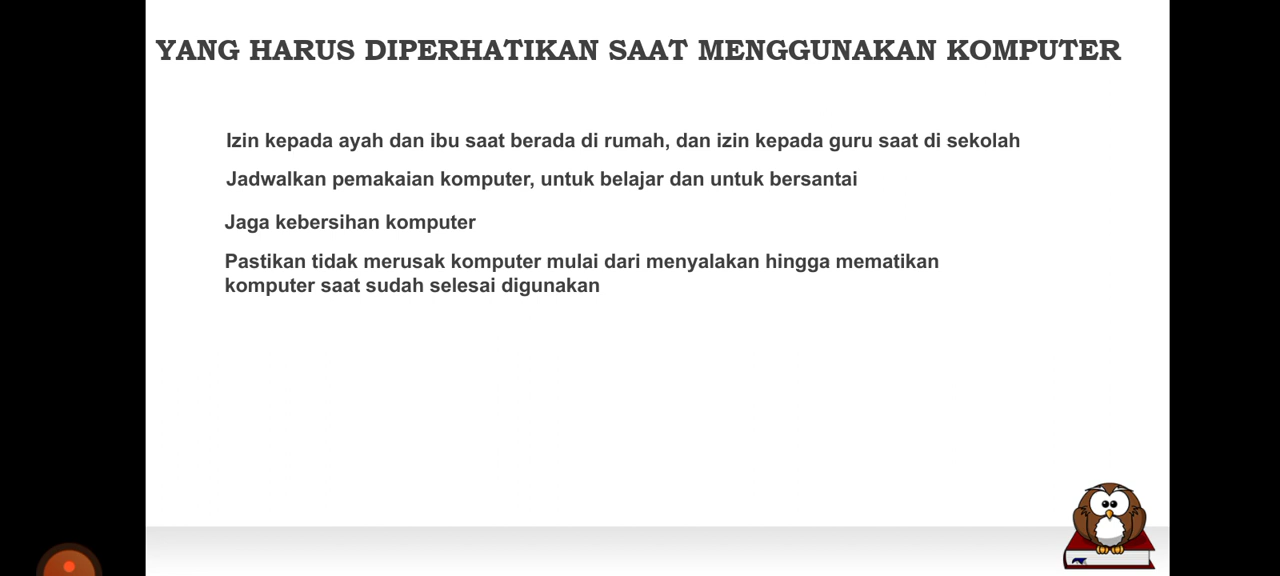 YANG HARUS DIPERHATIKAN SAAT MENGGUNAKAN KOMPUTER
Izin kepada ayah dan ibu saat berada di rumah, dan izin kepada guru saat di sekolah
Jadwalkan pemakaian komputer, untuk belajar dan untuk bersantai
Jaga kebersihan komputer
Pastikan tidak merusak komputer mulai dari menyalakan hingga mematikan
komputer saat sudah selesai digunakan